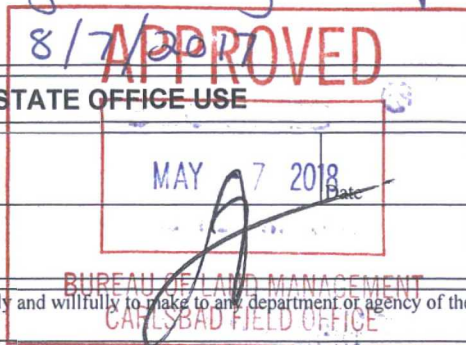 8/7/2017
APPROVED
STATE OFFICE USE
MAY 7 2018
Date
BUREAU OF LAND MANAGEMENT
ly and willfully to make to any department or agency of the
CARLSBAD FIELD OFFICE